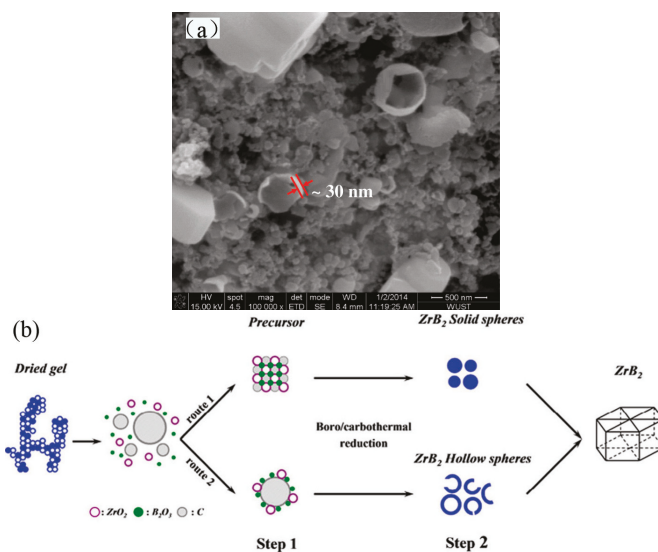 (a)
~ 30 nm
HV spot mag det mode WD 1/2/2014 500 nm
15.00 kV 4.5 100 000 x ETD SE 8.4 mm 11:19:25 AM WUST
(b)
Precursor
ZrB2 Solid spheres
Dried gel
ZrB2
route 1
Boro/carbothermal
reduction
route 2
ZrB2 Hollow spheres
: ZrO2 : B2O3 : C
Step 1
Step 2